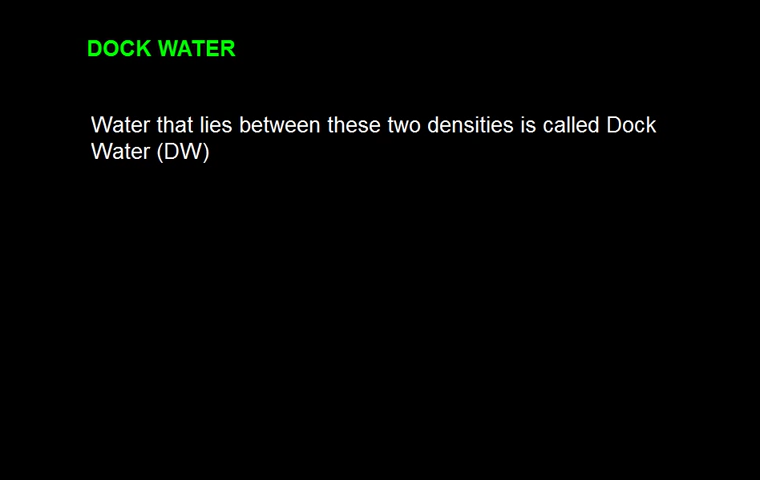 DOCK WATER
Water that lies between these two densities is called Dock
Water (DW)